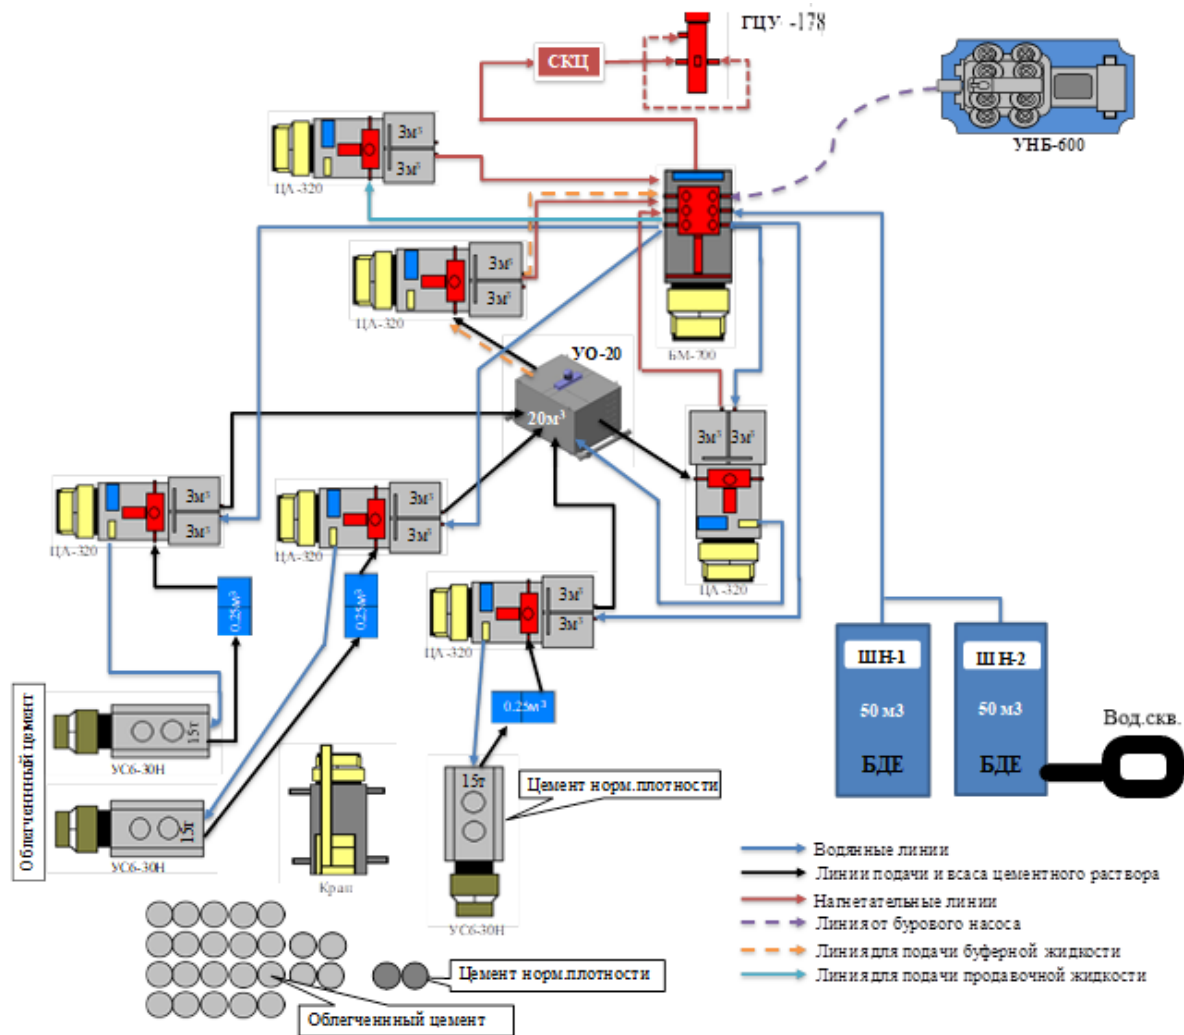 ГЦУ -178
СКЦ
УНБ-600
3м³
3м³
ЦА-320
3м³
3м³
ЦА-320
БМ-700
УО-20
20м³
3м³ 3м³
ЦА-320
3м³
3м³
ЦА-320
3м³
3м³
ЦА-320
3м³
3м³
ЦА-320
0.25м³
0.25м³
0.25м³
ШН-1
50 м3
БДЕ
ШН-2
50 м3
БДЕ
Вод.скв.
Облегченный цемент
15т
УС6-30Н
15т
УС6-30Н
Кран
15т
УС6-30Н
Цемент норм.плотности
Водянные линии
Линии подачи и всаса цементного раствора
Нагнетательные линии
Линия от бурового насоса
Линия для подачи буферной жидкости
Линия для подачи продавочной жидкости
Цемент норм.плотности
Облегченнный цемент